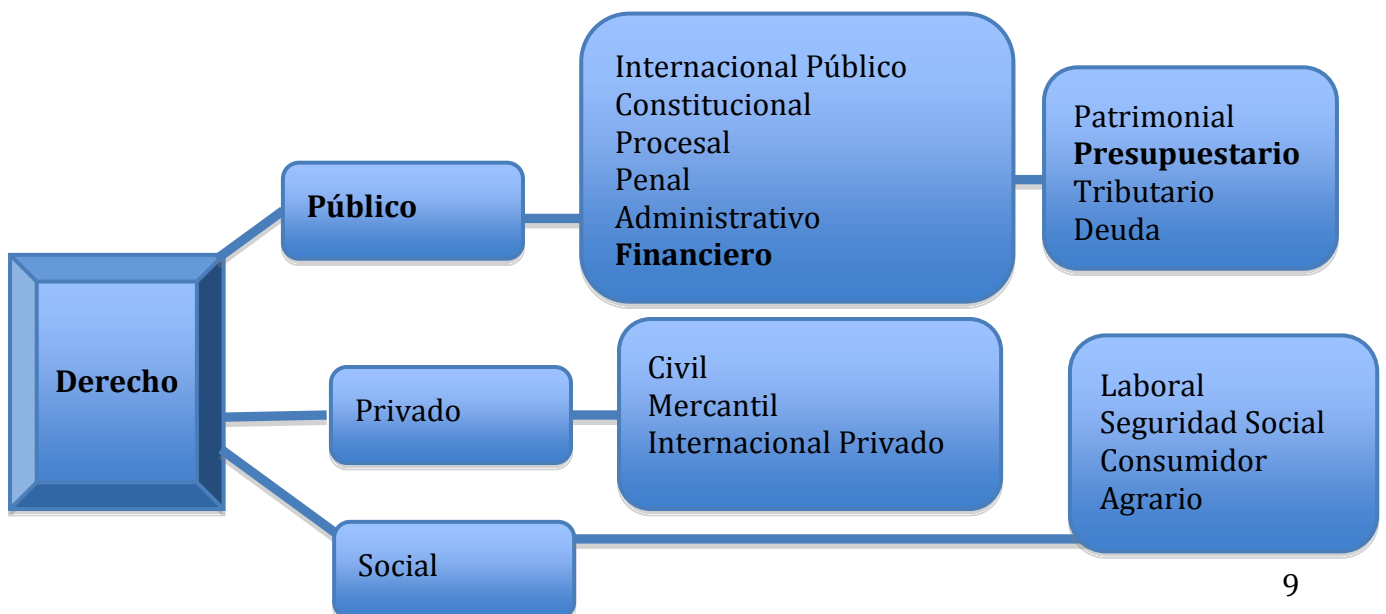 Derecho
Público
Internacional Público
Constitucional
Procesal
Penal
Administrativo
Financiero
Patrimonial
Presupuestario
Tributario
Deuda
Privado
Civil
Mercantil
Internacional Privado
Social
Laboral
Seguridad Social
Consumidor
Agrario
9